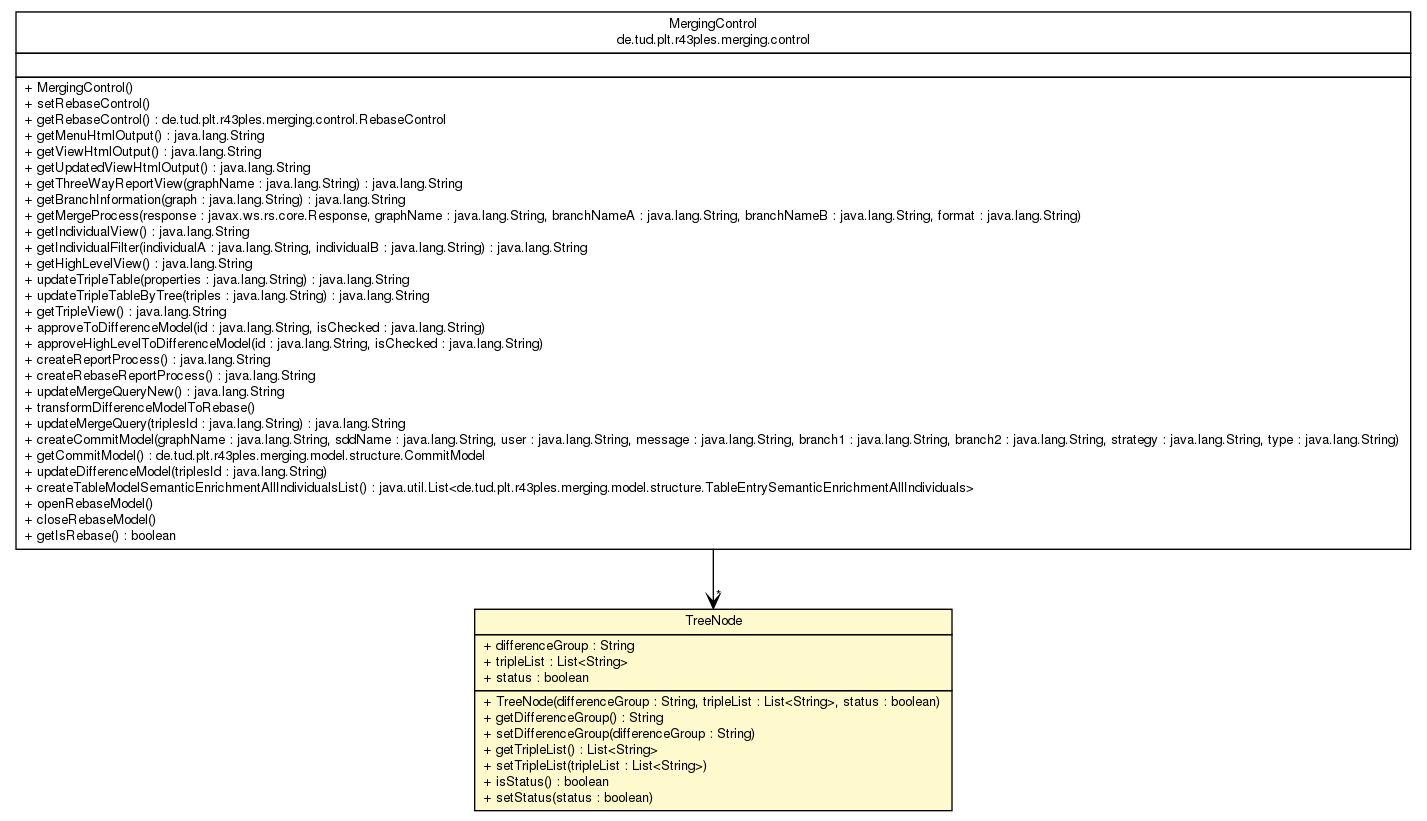 MergingControl
de.tud.plt.r43ples.merging.control
+ MergingControl()
+ setRebaseControl()
+ getRebaseControl() : de.tud.plt.r43ples.merging.control.RebaseControl
+ getMenuHtmlOutput() : java.lang.String
+ getViewHtmlOutput() : java.lang.String
+ getUpdatedViewHtmlOutput() : java.lang.String
+ getThreeWayReportView(graphName : java.lang.String) : java.lang.String
+ getBranchInformation(graph : java.lang.String) : java.lang.String
+ getMergeProcess(response : javax.ws.rs.core.Response, graphName : java.lang.String, branchNameA : java.lang.String, branchNameB : java.lang.String, format : java.lang.String)
+ getIndividualView() : java.lang.String
+ getIndividualFilter(individualA : java.lang.String, individualB : java.lang.String) : java.lang.String
+ getHighLevelView() : java.lang.String
+ updateTripleTable(properties : java.lang.String) : java.lang.String
+ updateTripleTableByTree(triples : java.lang.String) : java.lang.String
+ getTripleView() : java.lang.String
+ approveToDifferenceModel(id : java.lang.String, isChecked : java.lang.String)
+ approveHighLevelToDifferenceModel(id : java.lang.String, isChecked : java.lang.String)
+ createReportProcess() : java.lang.String
+ createRebaseReportProcess() : java.lang.String
+ updateMergeQueryNew() : java.lang.String
+ transformDifferenceModelToRebase()
+ updateMergeQuery(triplesId : java.lang.String) : java.lang.String
+ createCommitModel(graphName : java.lang.String, sddName : java.lang.String, user : java.lang.String, message : java.lang.String, branch1 : java.lang.String, branch2 : java.lang.String, strategy : java.lang.String, type : java.lang.String)
+ getCommitModel() : de.tud.plt.r43ples.merging.model.structure.CommitModel
+ updateDifferenceModel(triplesId : java.lang.String)
+ createTableModelSemanticEnrichmentAllIndividualsList() : java.util.List<de.tud.plt.r43ples.merging.model.structure.TableEntrySemanticEnrichmentAllIndividuals>
+ openRebaseModel()
+ closeRebaseModel()
+ getIsRebase() : boolean
*
TreeNode
+ differenceGroup : String
+ tripleList : List<String>
+ status : boolean
+ TreeNode(differenceGroup : String, tripleList : List<String>, status : boolean)
+ getDifferenceGroup() : String
+ setDifferenceGroup(differenceGroup : String)
+ getTripleList() : List<String>
+ setTripleList(tripleList : List<String>)
+ isStatus() : boolean
+ setStatus(status : boolean)